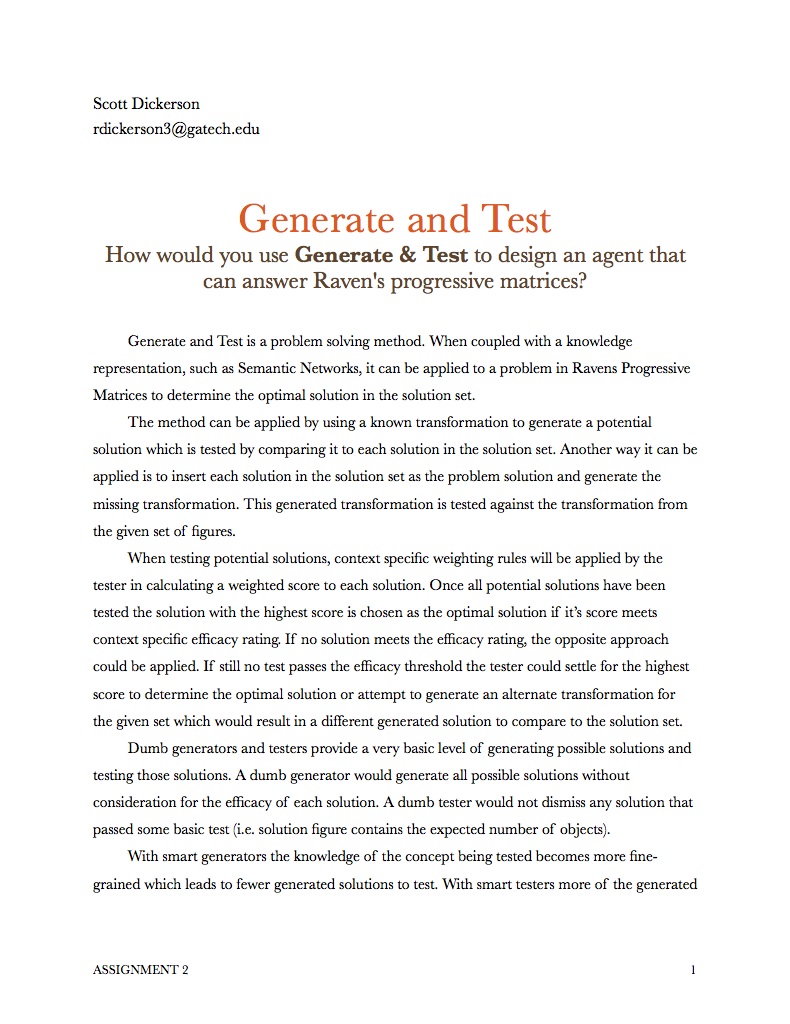 Scott Dickerson
rdickerson3@gatech.edu
Generate and Test
How would you use Generate & Test to design an agent that
can answer Raven's progressive matrices?
Generate and Test is a problem solving method. When coupled with a knowledge
representation, such as Semantic Networks, it can be applied to a problem in Ravens Progressive
Matrices to determine the optimal solution in the solution set.
The method can be applied by using a known transformation to generate a potential
solution which is tested by comparing it to each solution in the solution set. Another way it can be
applied is to insert each solution in the solution set as the problem solution and generate the
missing transformation. This generated transformation is tested against the transformation from
the given set of figures.
When testing potential solutions, context specific weighting rules will be applied by the
tester in calculating a weighted score to each solution. Once all potential solutions have been
tested the solution with the highest score is chosen as the optimal solution if it’s score meets
context specific efficacy rating. If no solution meets the efficacy rating, the opposite approach
could be applied. If still no test passes the efficacy threshold the tester could settle for the highest
score to determine the optimal solution or attempt to generate an alternate transformation for
the given set which would result in a different generated solution to compare to the solution set.
Dumb generators and testers provide a very basic level of generating possible solutions and
testing those solutions. A dumb generator would generate all possible solutions without
consideration for the efficacy of each solution. A dumb tester would not dismiss any solution that
passed some basic test (i.e. solution figure contains the expected number of objects).
With smart generators the knowledge of the concept being tested becomes more fine-
grained which leads to fewer generated solutions to test. With smart testers more of the generated
ASSIGNMENT 2 1